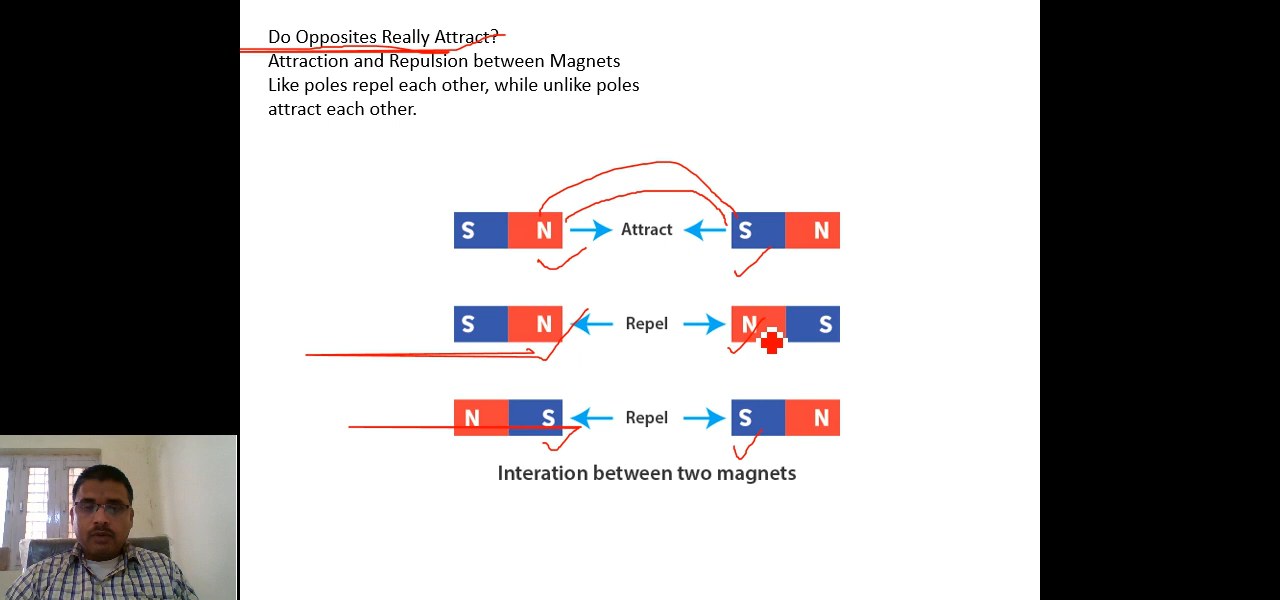 Do Opposites Really Attract?
Attraction and Repulsion between Magnets
Like poles repel each other, while unlike poles
attract each other.
S N Attract S N
S N Repel N S
N S Repel S N
Interation between two magnets